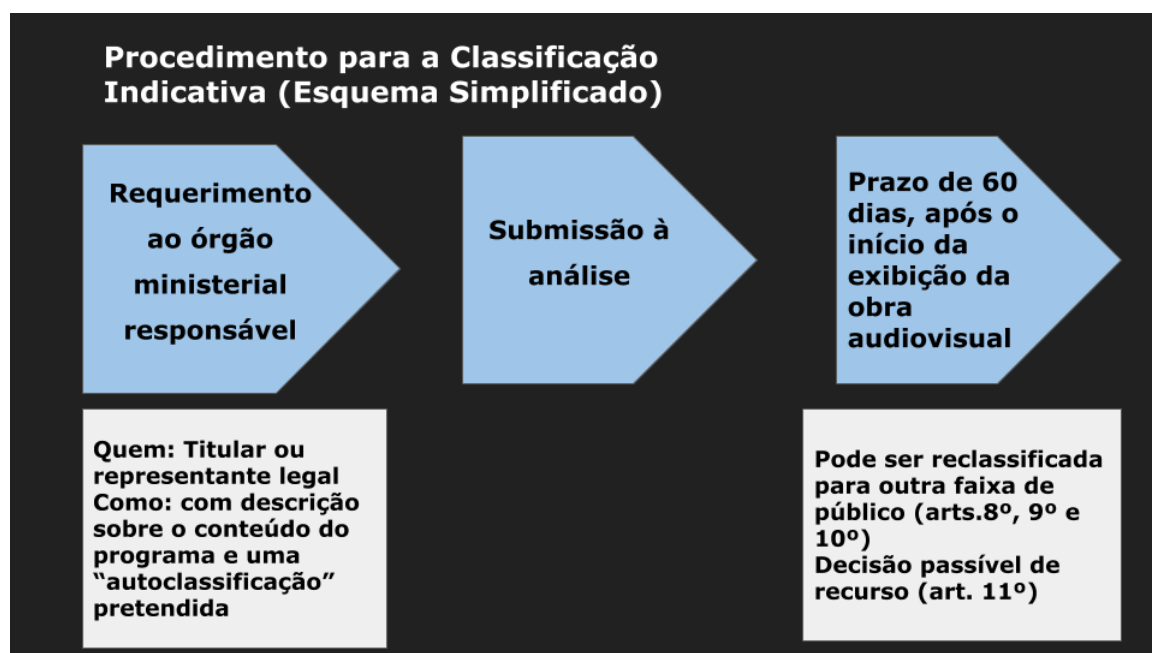 Procedimento para a Classificação
Indicativa (Esquema Simplificado)
Requerimento
ao órgão
ministerial
responsável
Submissão à
análise
Prazo de 60
dias, após o
início da
exibição da
obra
audiovisual
Quem: Titular ou
representante legal
Como: com descrição
sobre o conteúdo do
programa e uma
“autoclassificação”
pretendida
Pode ser reclassificada
para outra faixa de
público (arts.8º, 9º e
10º)
Decisão passível de
recurso (art. 11º)